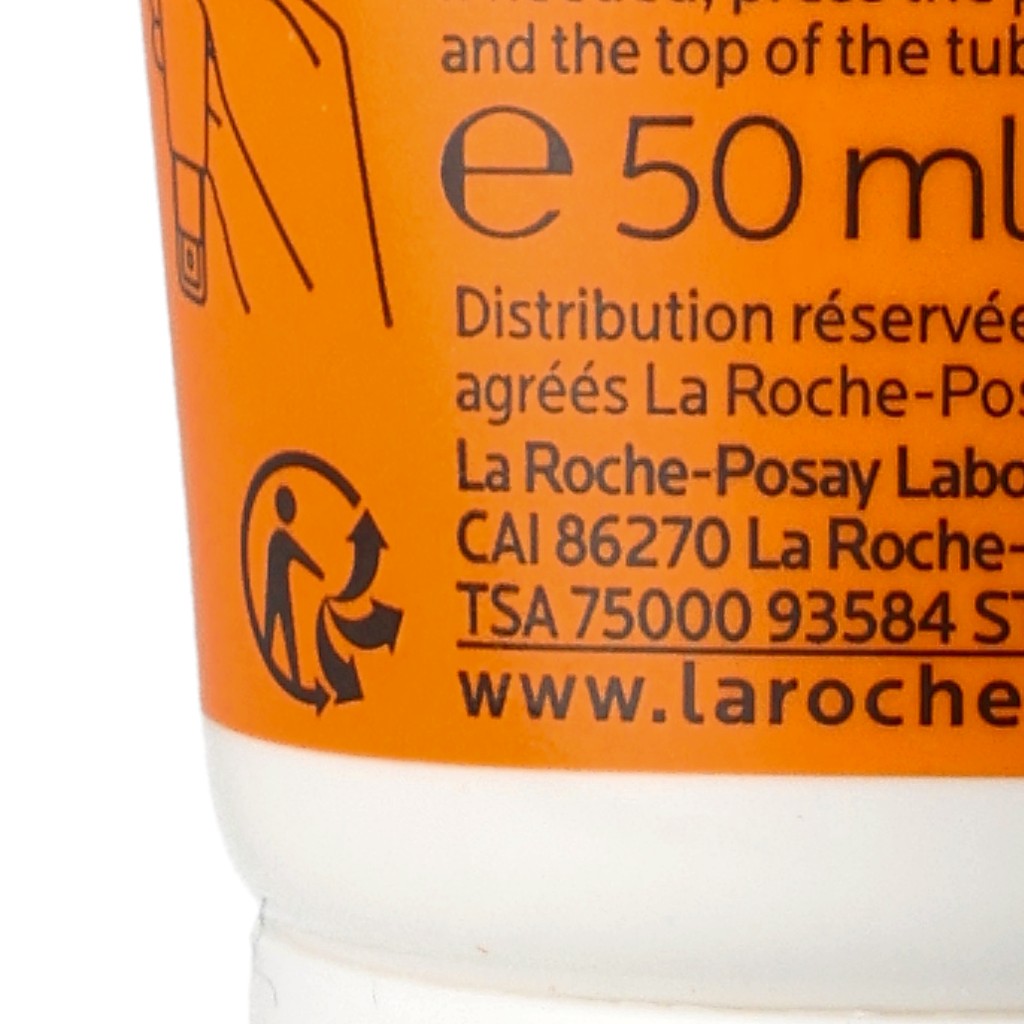 and the top of the tub
℮ 50 ml
Distribution réservée
agréés La Roche-Pos
La Roche-Posay Labo
CAI 86270 La Roche-
TSA 75000 93584 ST
www.laroche